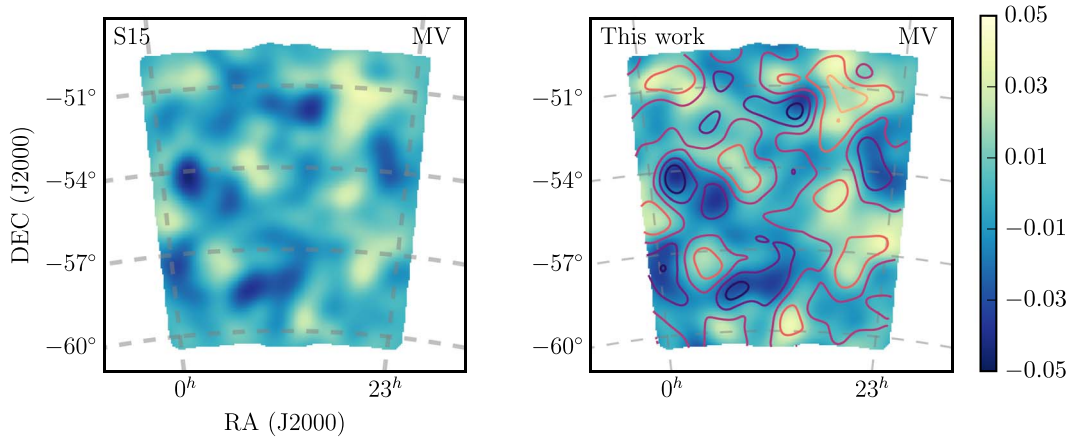 S15 MV
This work MV
−51°
−54°
−57°
−60°
DEC (J2000)
0ʰ 23ʰ
RA (J2000)
−51°
−54°
−57°
−60°
0ʰ 23ʰ
0.05
0.03
0.01
−0.01
−0.03
−0.05